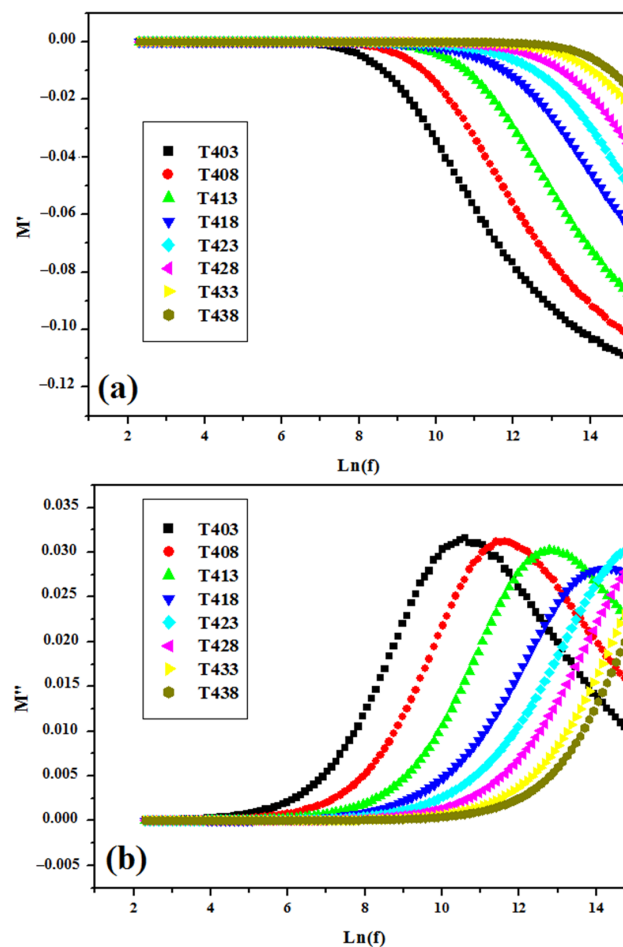 0.00
−0.02
−0.04
−0.06
−0.08
−0.10
−0.12
M'
T403
T408
T413
T418
T423
T428
T433
T438
(a)
2 4 6 8 10 12 14
Ln(f)
0.035
0.030
0.025
0.020
0.015
0.010
0.005
0.000
−0.005
M''
T403
T408
T413
T418
T423
T428
T433
T438
(b)
2 4 6 8 10 12 14
Ln(f)